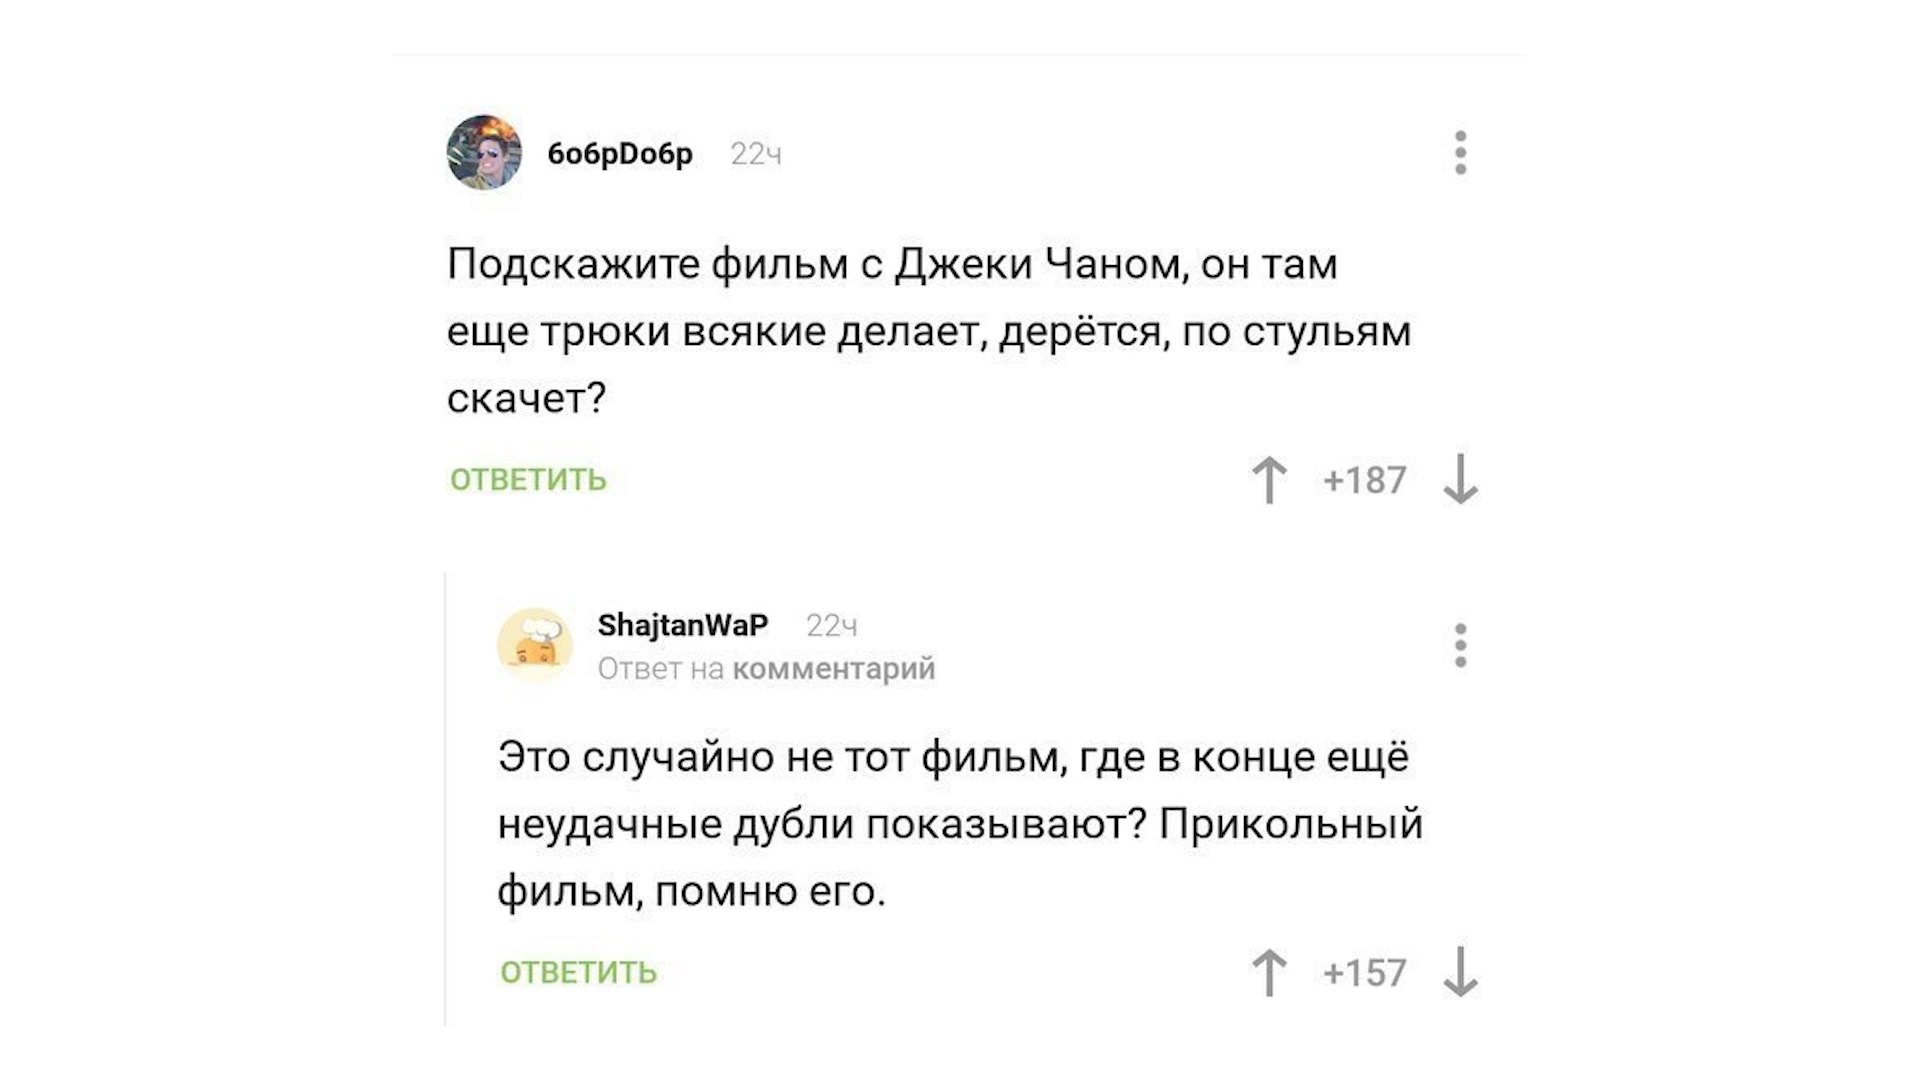 6о6рDо6р 22ч
Подскажите фильм с Джеки Чаном, он там
еще трюки всякие делает, дерётся, по стульям
скачет?
ОТВЕТИТЬ +187
ShajtanWaP 22ч
Ответ на комментарий
Это случайно не тот фильм, где в конце ещё
неудачные дубли показывают? Прикольный
фильм, помню его.
ОТВЕТИТЬ +157